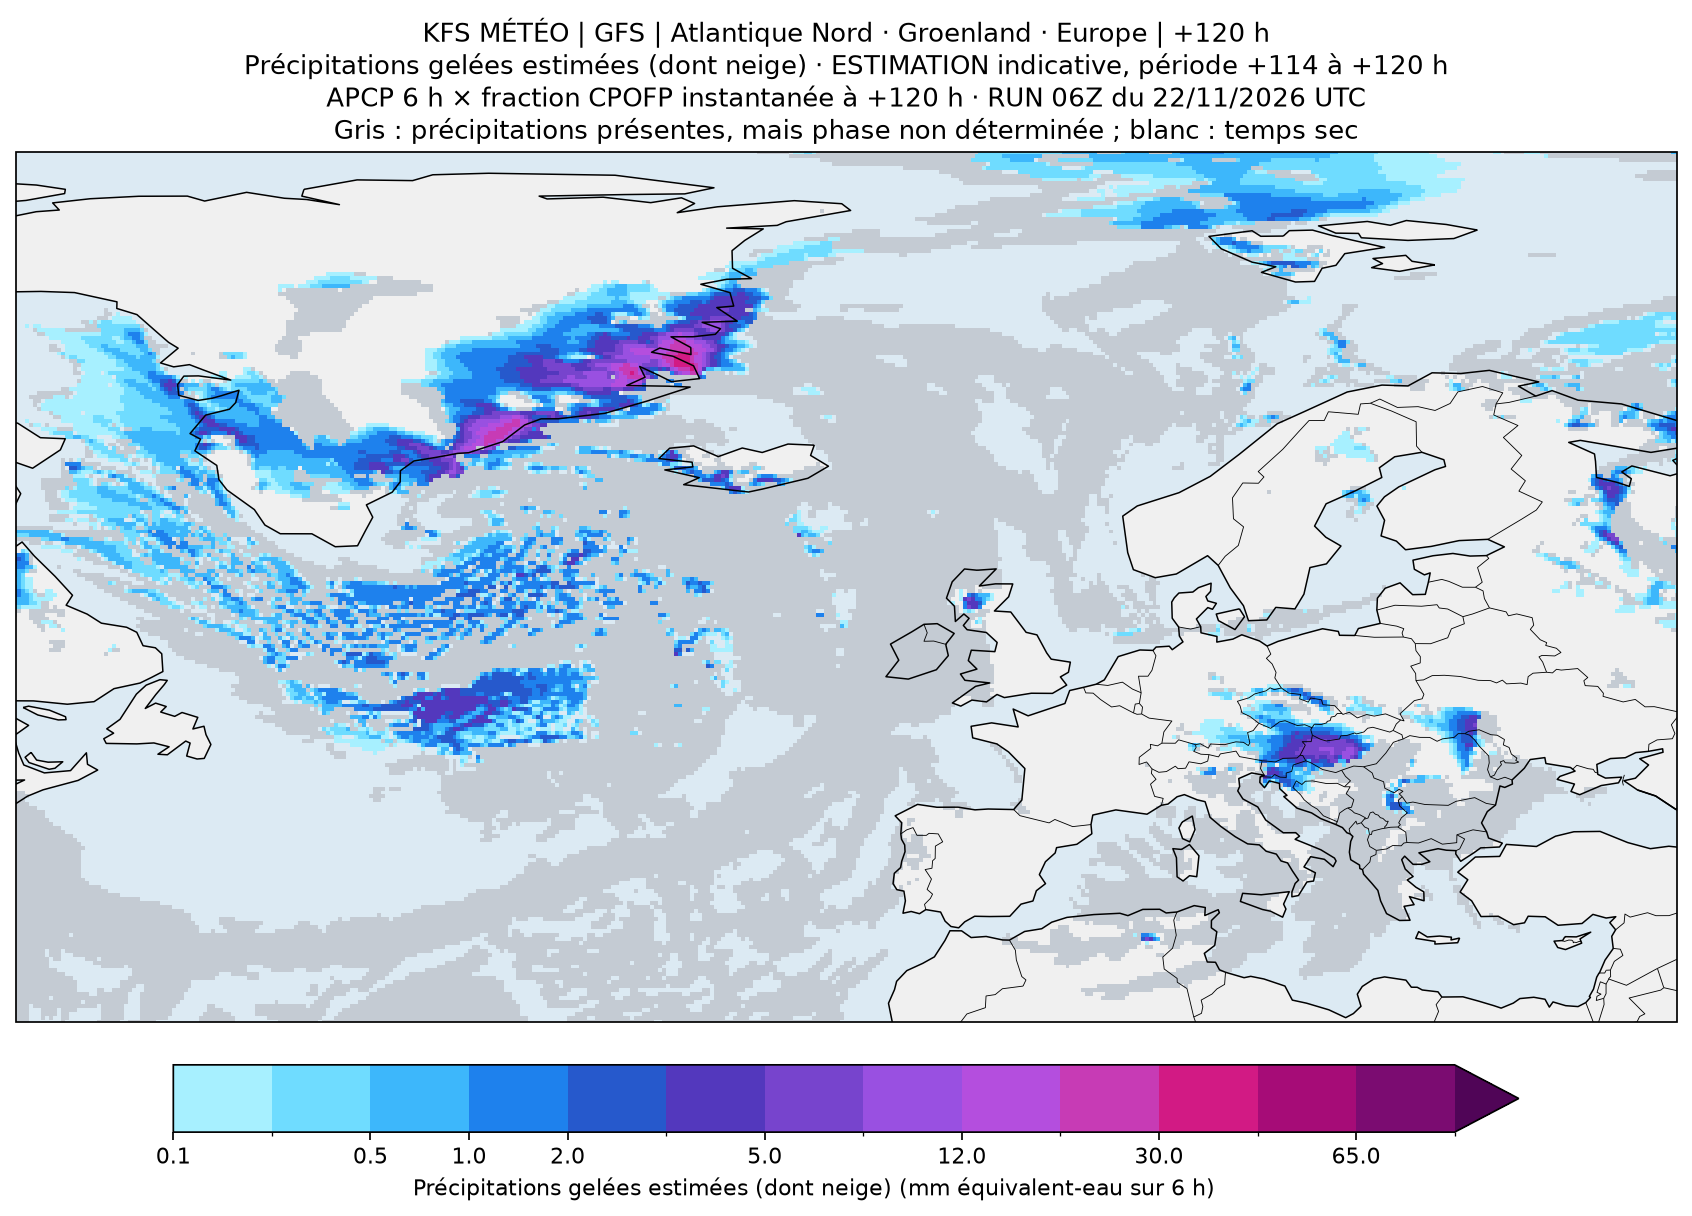 KFS MÉTÉO | GFS | Atlantique Nord · Groenland · Europe | +120 h
Précipitations gelées estimées (dont neige) · ESTIMATION indicative, période +114 à +120 h
APCP 6 h × fraction CPOFP instantanée à +120 h · RUN 06Z du 22/11/2026 UTC
Gris : précipitations présentes, mais phase non déterminée ; blanc : temps sec
0.1 0.5 1.0 2.0 5.0 12.0 30.0 65.0
Précipitations gelées estimées (dont neige) (mm équivalent-eau sur 6 h)